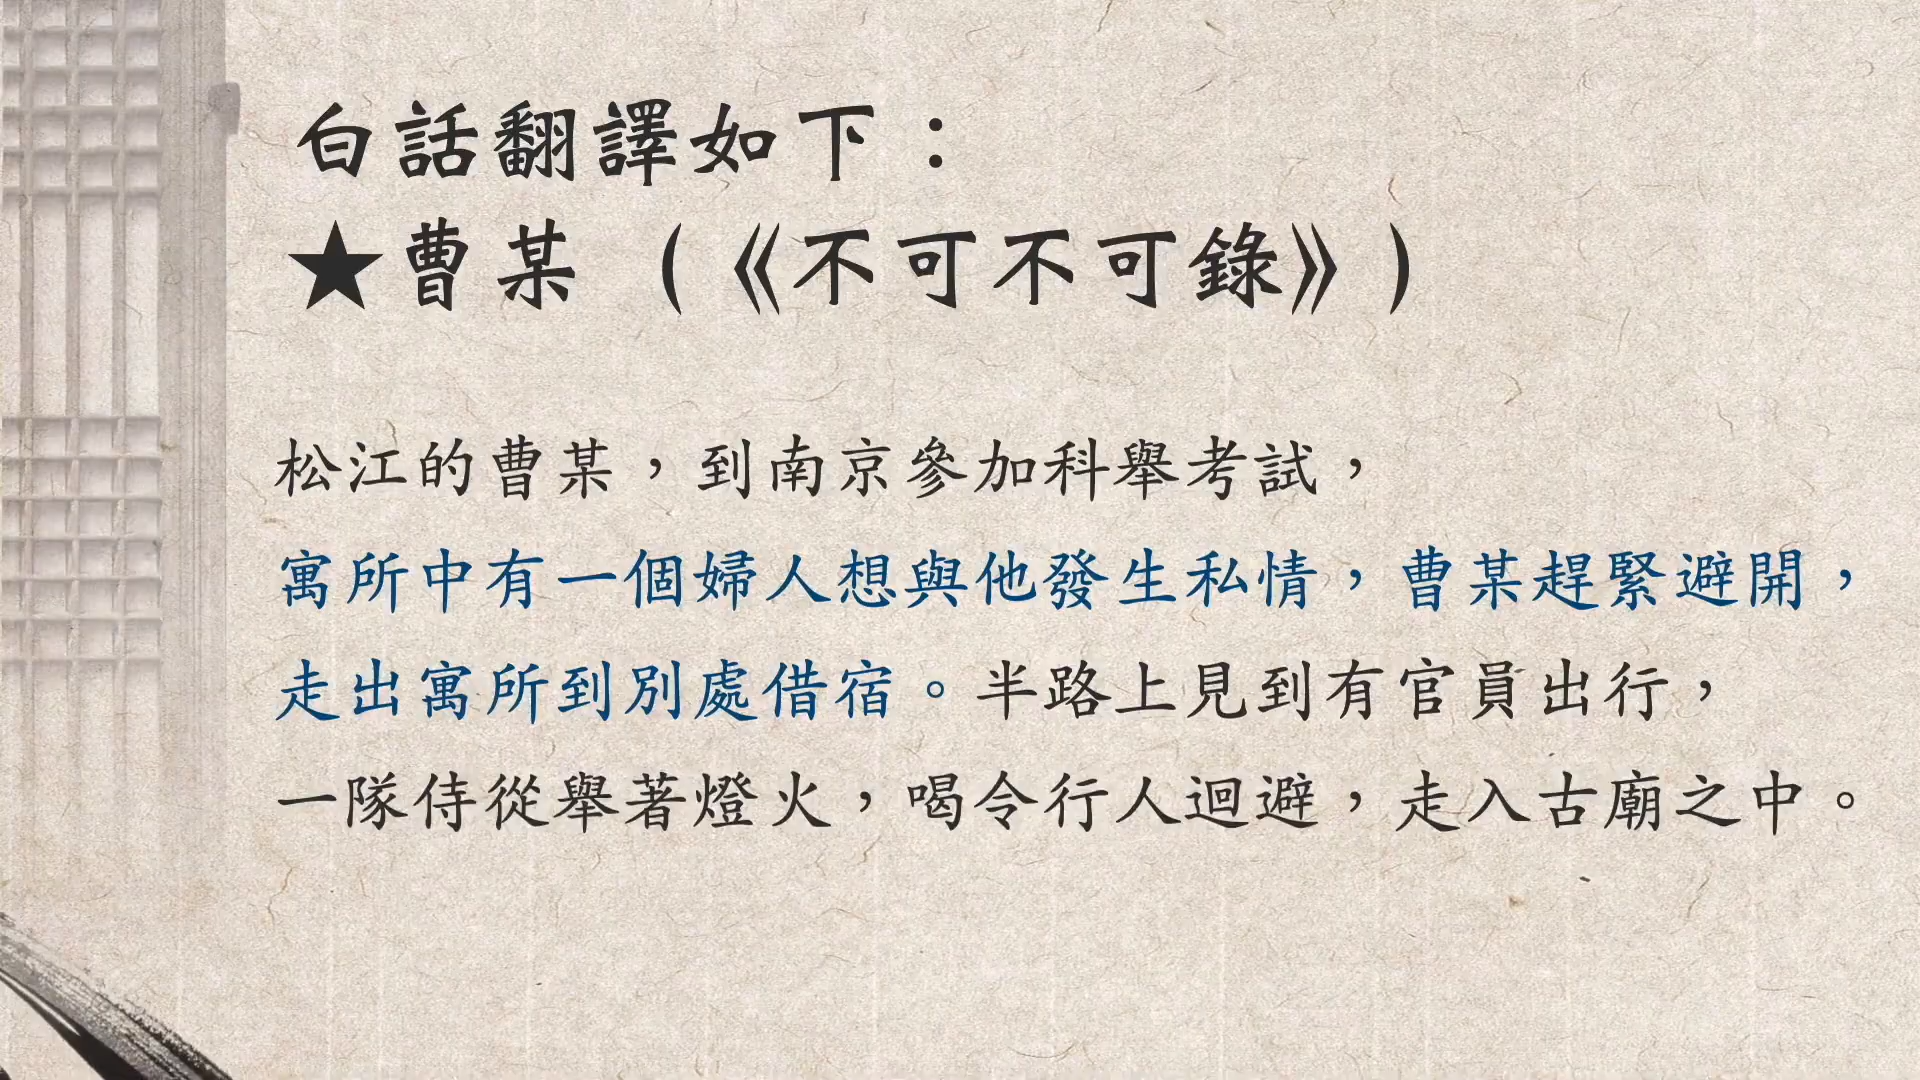 白話翻譯如下：
★曹某（《不可不可錄》）
松江的曹某，到南京參加科舉考試，
寓所中有一個婦人想與他發生私情，曹某趕緊避開，
走出寓所到別處借宿。半路上見到有官員出行，
一隊侍從舉著燈火，喝令行人迴避，走入古廟之中。